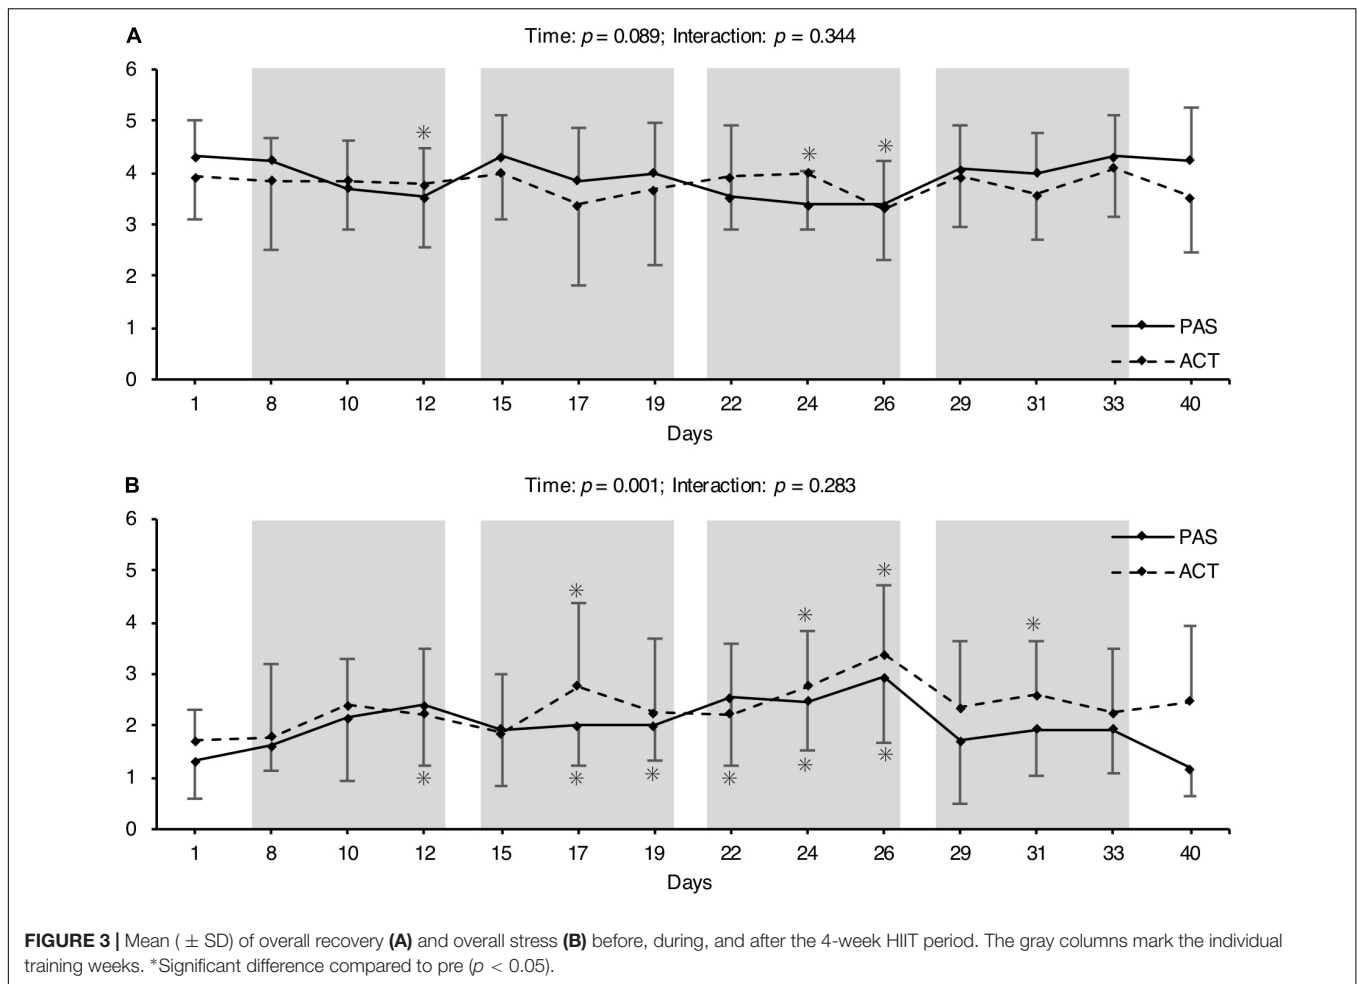 A
Time: p = 0.089; Interaction: p = 0.344
6
5
4
3
2
1
0
*
*
*
PAS
ACT
1 8 10 12 15 17 19 22 24 26 29 31 33 40
Days
B
Time: p = 0.001; Interaction: p = 0.283
6
5
4
3
2
1
0
PAS
ACT
*
*
*
*
*
*
*
*
*
*
1 8 10 12 15 17 19 22 24 26 29 31 33 40
Days
FIGURE 3 | Mean ( ± SD) of overall recovery (A) and overall stress (B) before, during, and after the 4-week HIIT period. The gray columns mark the individual
training weeks. *Significant difference compared to pre (p < 0.05).